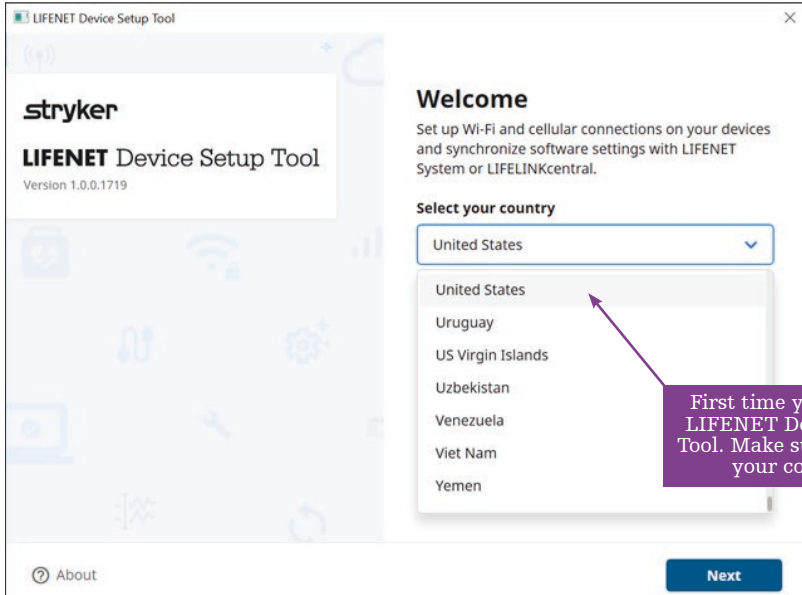 LIFENET Device Setup Tool
stryker
LIFENET Device Setup Tool
Version 1.0.0.1719
Welcome
Set up Wi-Fi and cellular connections on your devices
and synchronize software settings with LIFENET
System or LIFELINKcentral.
Select your country
United States
United States
Uruguay
US Virgin Islands
Uzbekistan
Venezuela
Viet Nam
Yemen
First time
LIFENET
Tool. Make
your
About
Next